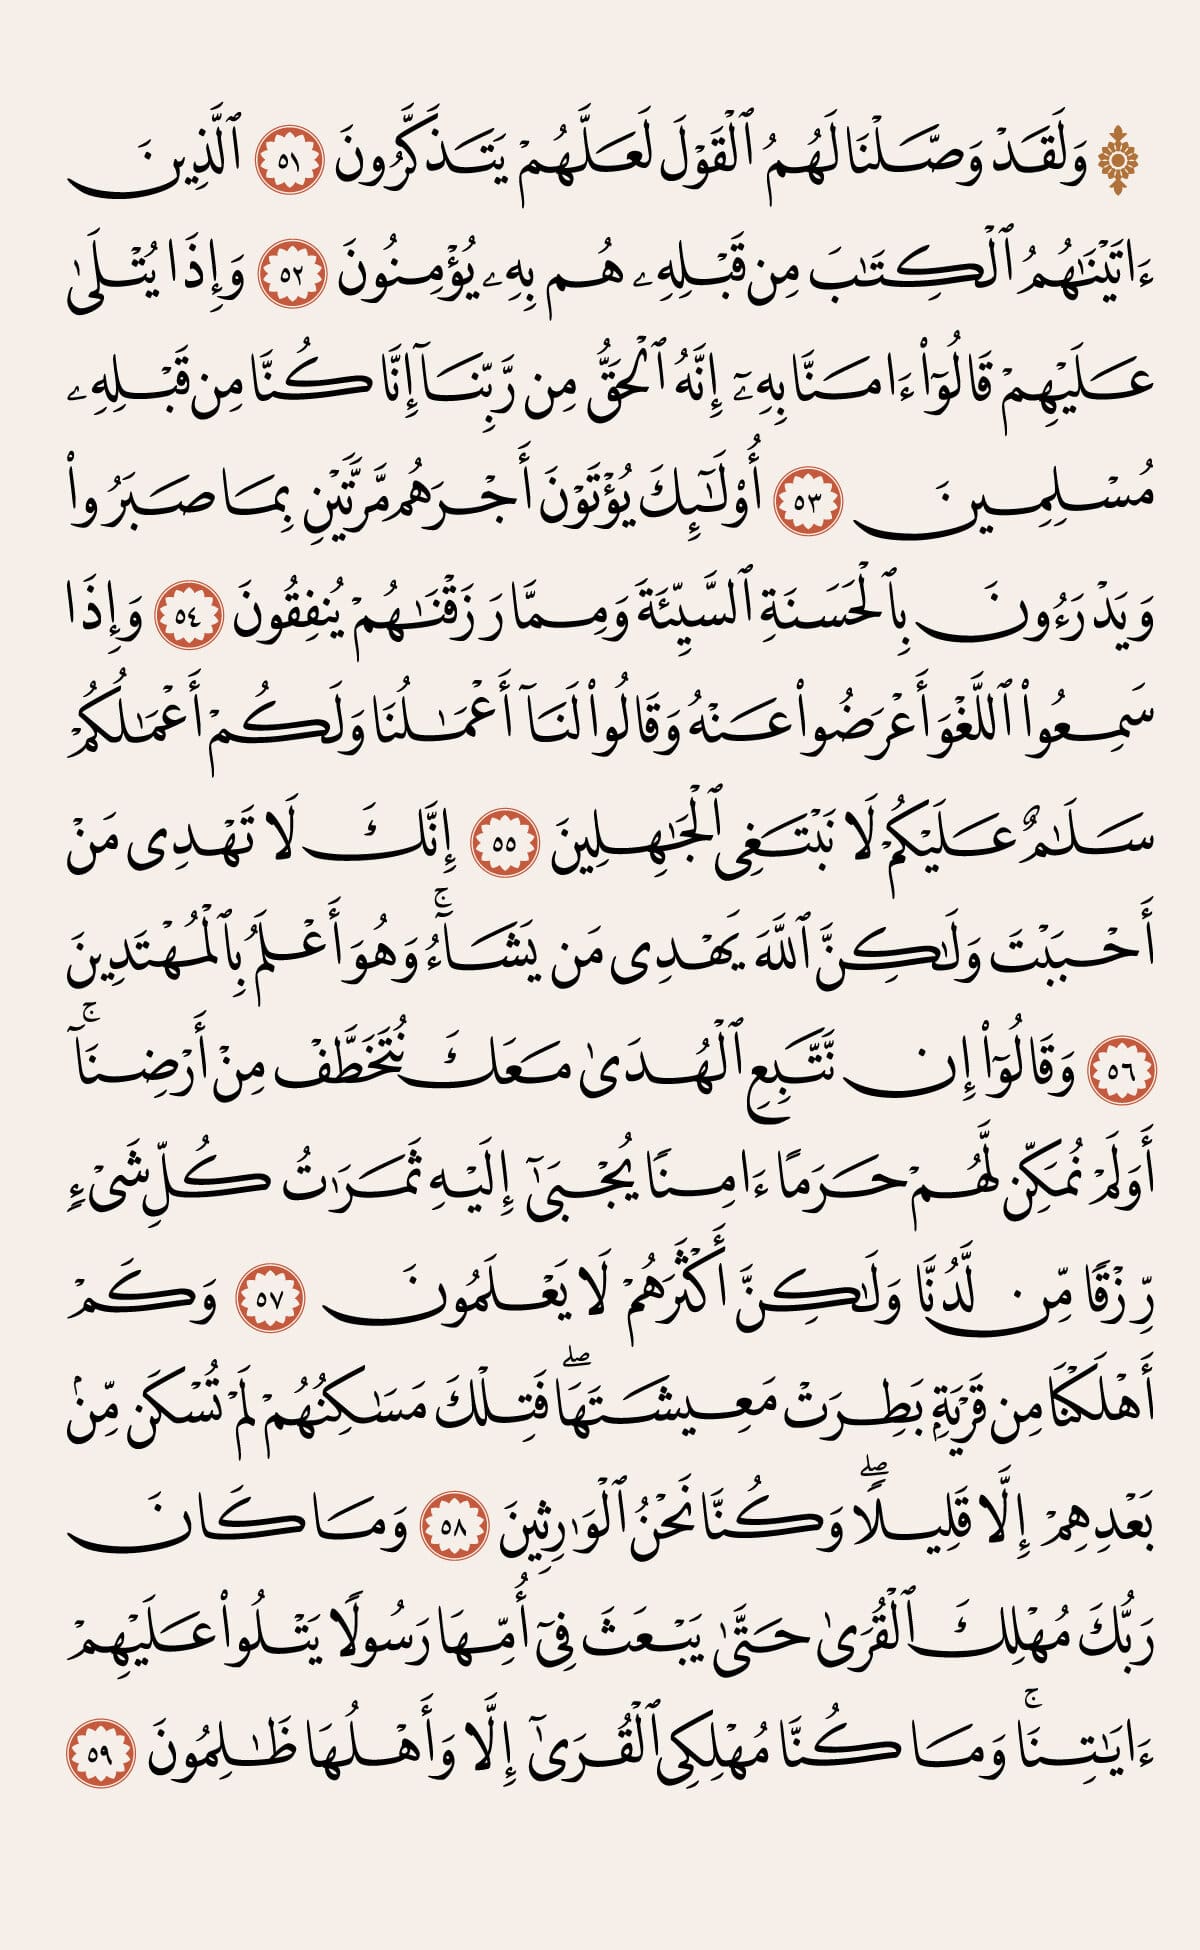 ۞ وَلَقَدْ وَصَّلْنَا لَهُمُ ٱلْقَوْلَ لَعَلَّهُمْ يَتَذَكَّرُونَ ٥١ ٱلَّذِينَ
ءَاتَيْنَٰهُمُ ٱلْكِتَٰبَ مِن قَبْلِهِۦ هُم بِهِۦ يُؤْمِنُونَ ٥٢ وَإِذَا يُتْلَىٰ
عَلَيْهِمْ قَالُوٓا۟ ءَامَنَّا بِهِۦٓ إِنَّهُ ٱلْحَقُّ مِن رَّبِّنَآ إِنَّا كُنَّا مِن قَبْلِهِۦ
مُسْلِمِينَ ٥٣ أُو۟لَٰٓئِكَ يُؤْتَوْنَ أَجْرَهُم مَّرَّتَيْنِ بِمَا صَبَرُوا۟
وَيَدْرَءُونَ بِٱلْحَسَنَةِ ٱلسَّيِّئَةَ وَمِمَّا رَزَقْنَٰهُمْ يُنفِقُونَ ٥٤ وَإِذَا
سَمِعُوا۟ ٱللَّغْوَ أَعْرَضُوا۟ عَنْهُ وَقَالُوا۟ لَنَآ أَعْمَٰلُنَا وَلَكُمْ أَعْمَٰلُكُمْ
سَلَٰمٌ عَلَيْكُمْ لَا نَبْتَغِى ٱلْجَٰهِلِينَ ٥٥ إِنَّكَ لَا تَهْدِى مَنْ
أَحْبَبْتَ وَلَٰكِنَّ ٱللَّهَ يَهْدِى مَن يَشَآءُ ۚ وَهُوَ أَعْلَمُ بِٱلْمُهْتَدِينَ
٥٦ وَقَالُوٓا۟ إِن نَّتَّبِعِ ٱلْهُدَىٰ مَعَكَ نُتَخَطَّفْ مِنْ أَرْضِنَآ ۚ
أَوَلَمْ نُمَكِّن لَّهُمْ حَرَمًا ءَامِنًا يُجْبَىٰٓ إِلَيْهِ ثَمَرَٰتُ كُلِّ شَىْءٍ
رِّزْقًا مِّن لَّدُنَّا وَلَٰكِنَّ أَكْثَرَهُمْ لَا يَعْلَمُونَ ٥٧ وَكَمْ
أَهْلَكْنَا مِن قَرْيَةٍۭ بَطِرَتْ مَعِيشَتَهَا ۖ فَتِلْكَ مَسَٰكِنُهُمْ لَمْ تُسْكَن مِّنۢ
بَعْدِهِمْ إِلَّا قَلِيلًا ۖ وَكُنَّا نَحْنُ ٱلْوَٰرِثِينَ ٥٨ وَمَا كَانَ
رَبُّكَ مُهْلِكَ ٱلْقُرَىٰ حَتَّىٰ يَبْعَثَ فِىٓ أُمِّهَا رَسُولًا يَتْلُوا۟ عَلَيْهِمْ
ءَايَٰتِنَا ۚ وَمَا كُنَّا مُهْلِكِى ٱلْقُرَىٰٓ إِلَّا وَأَهْلُهَا ظَٰلِمُونَ ٥٩